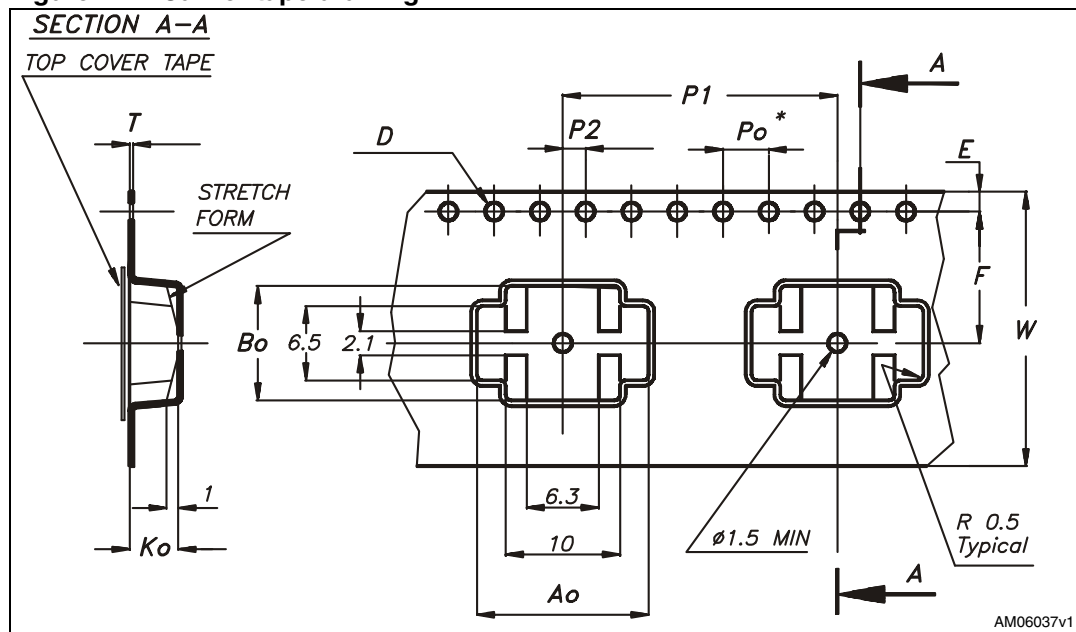 SECTION A-A
TOP COVER TAPE
T
STRETCH
FORM
D
P2
P1
Po *
A
E
F
W
Bo
6.5
2.1
1
Ko
6.3
10
Ao
ø1.5 MIN
R 0.5
Typical
A
AM06037v1